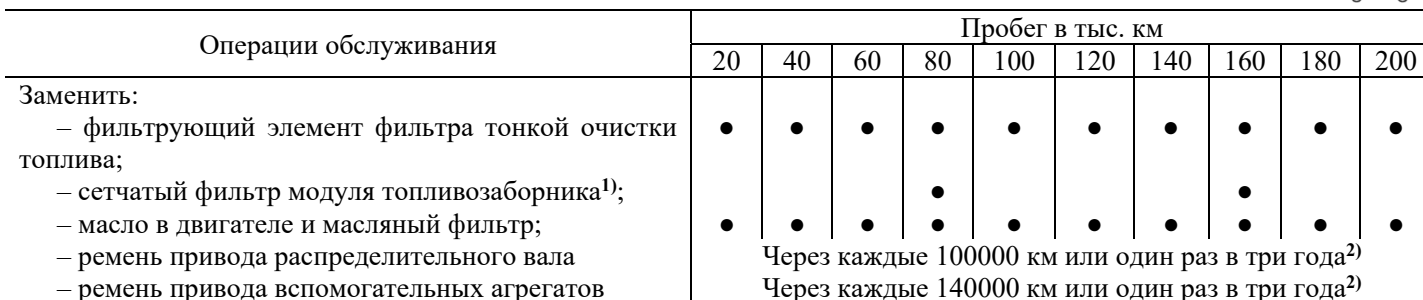 Операции обслуживания
Пробег в тыс. км
20 40 60 80 100 120 140 160 180 200
Заменить:
– фильтрующий элемент фильтра тонкой очистки ● ● ● ● ● ● ● ● ● ●
топлива;
– сетчатый фильтр модуля топливозаборника1); ● ●
– масло в двигателе и масляный фильтр; ● ● ● ● ● ● ● ● ● ●
– ремень привода распределительного вала Через каждые 100000 км или один раз в три года2)
– ремень привода вспомогательных агрегатов Через каждые 140000 км или один раз в три года2)